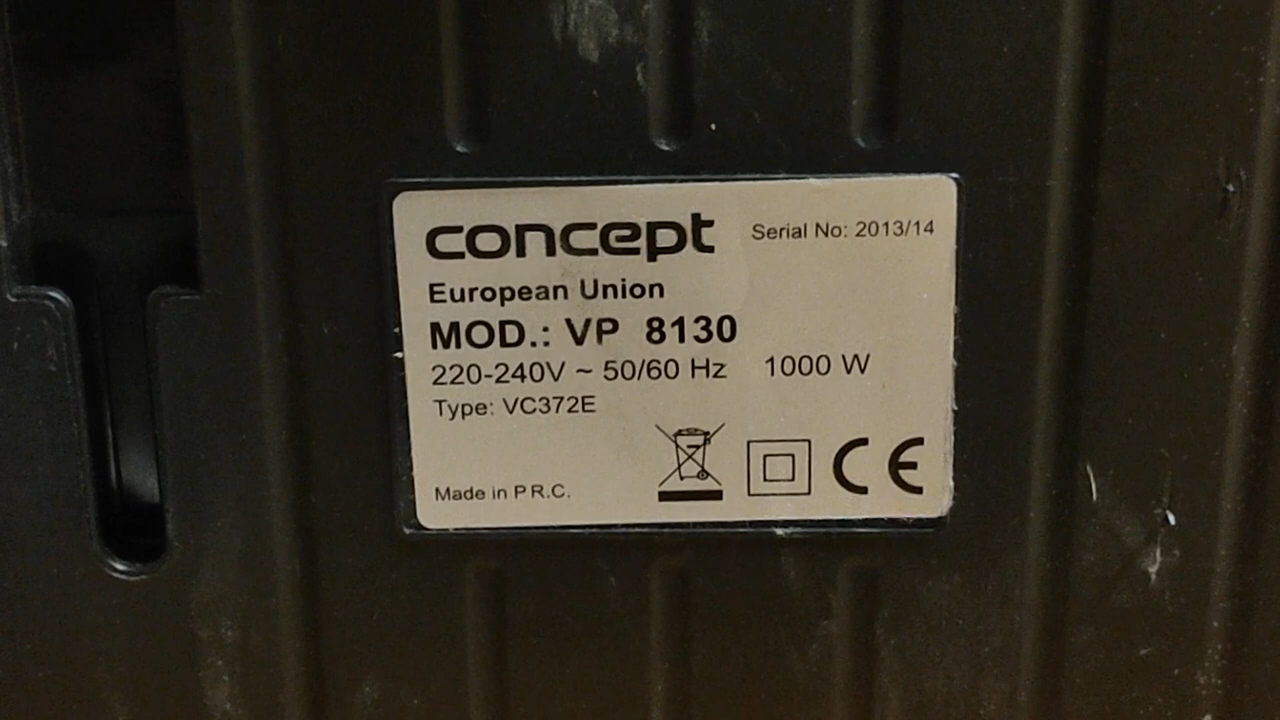 concept
Serial No: 2013/14
European Union
MOD.: VP 8130
220-240V ~ 50/60 Hz 1000 W
Type: VC372E
Made in P R.C.
CE